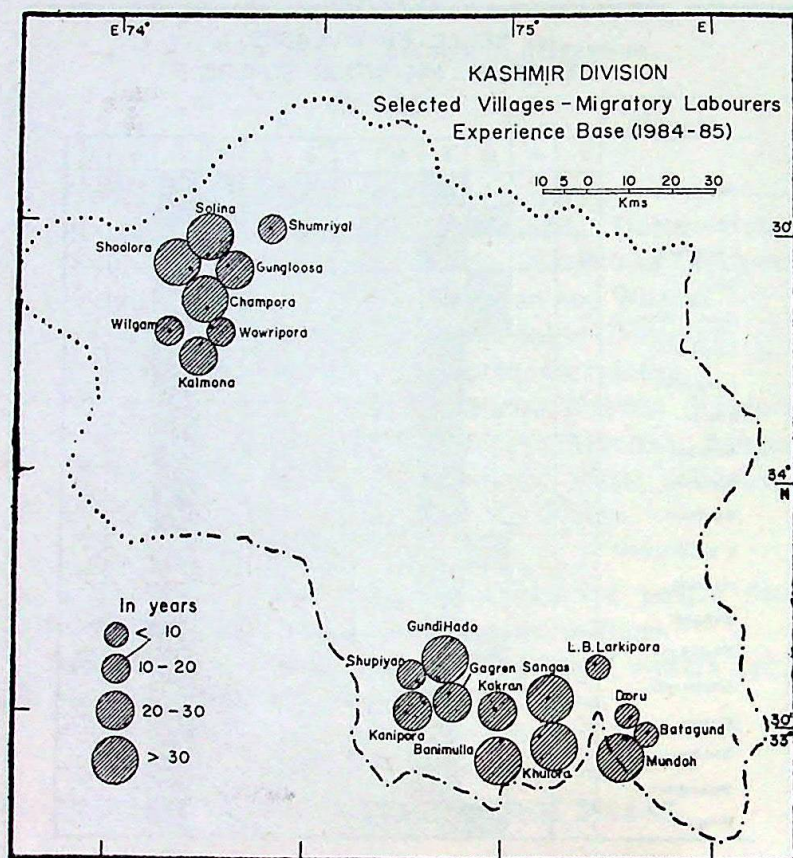 E 74°
75°
E
KASHMIR DIVISION
Selected Villages - Migratory Labourers
Experience Base (1984-85)
10 5 0 10 20 30
Kms
30'
Solina
Shumriyal
Shoolora
Gungloosa
Champora
Wilgam
Wowripora
Kalmona
34°
N
In years
< 10
10-20
20-30
> 30
GundiHado
L.B. Larkipora
Shupiyan
Gagren
Sangas
Kakran
Dooru
Kanipora
Batagund
Banimulla
Khulora
Mundoh
30'
33°